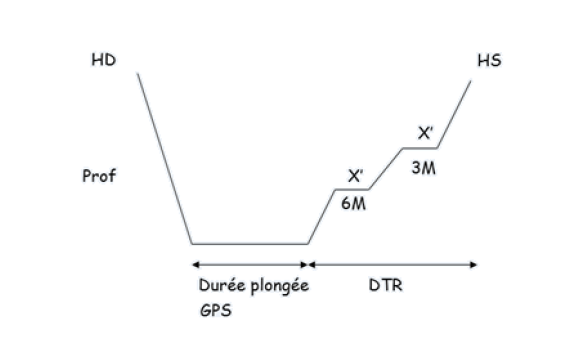 HD
HS
X'
3M
Prof
X'
6M
Durée plongée
GPS
DTR